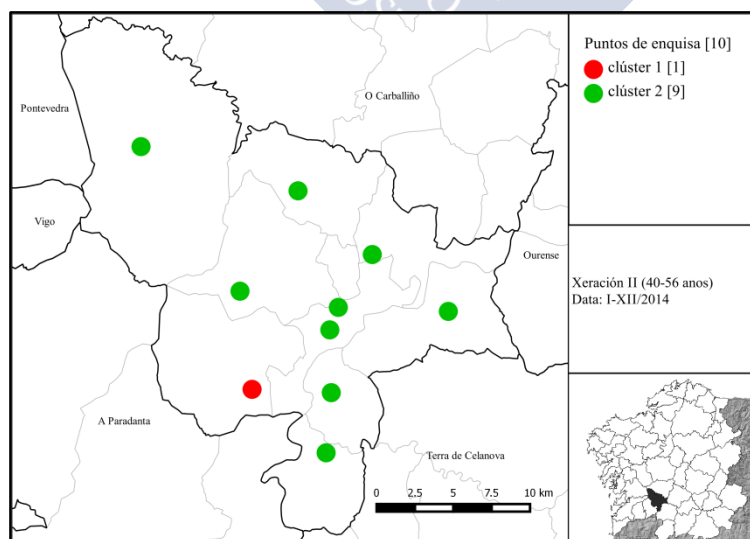 Puntos de enquisa [10]
clúster 1 [1]
clúster 2 [9]
Pontevedra
O Carballiño
Vigo
Ourense
Xeración II (40-56 anos)
Data: I-XII/2014
A Paradanta
Terra de Celanova
0 2.5 5 7.5 10 km